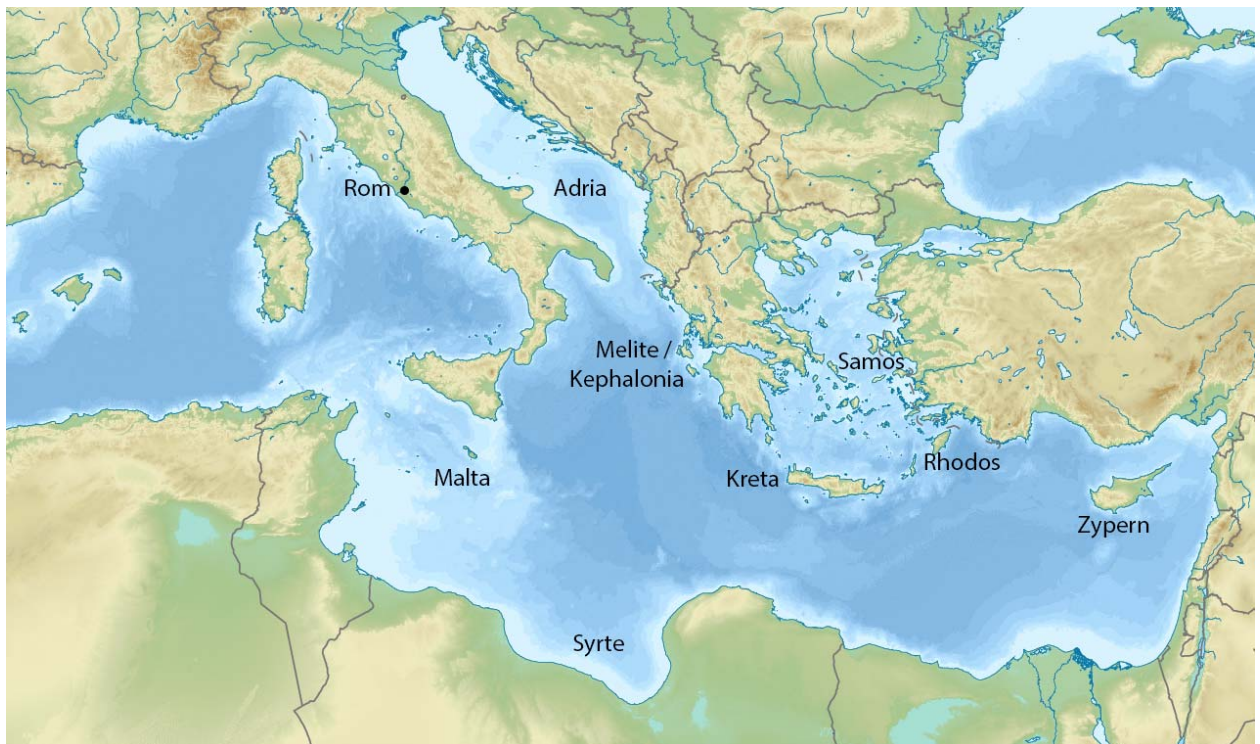 Rom
Adria
Melite /
Kephalonia
Samos
Malta
Kreta
Rhodos
Zypern
Syrte